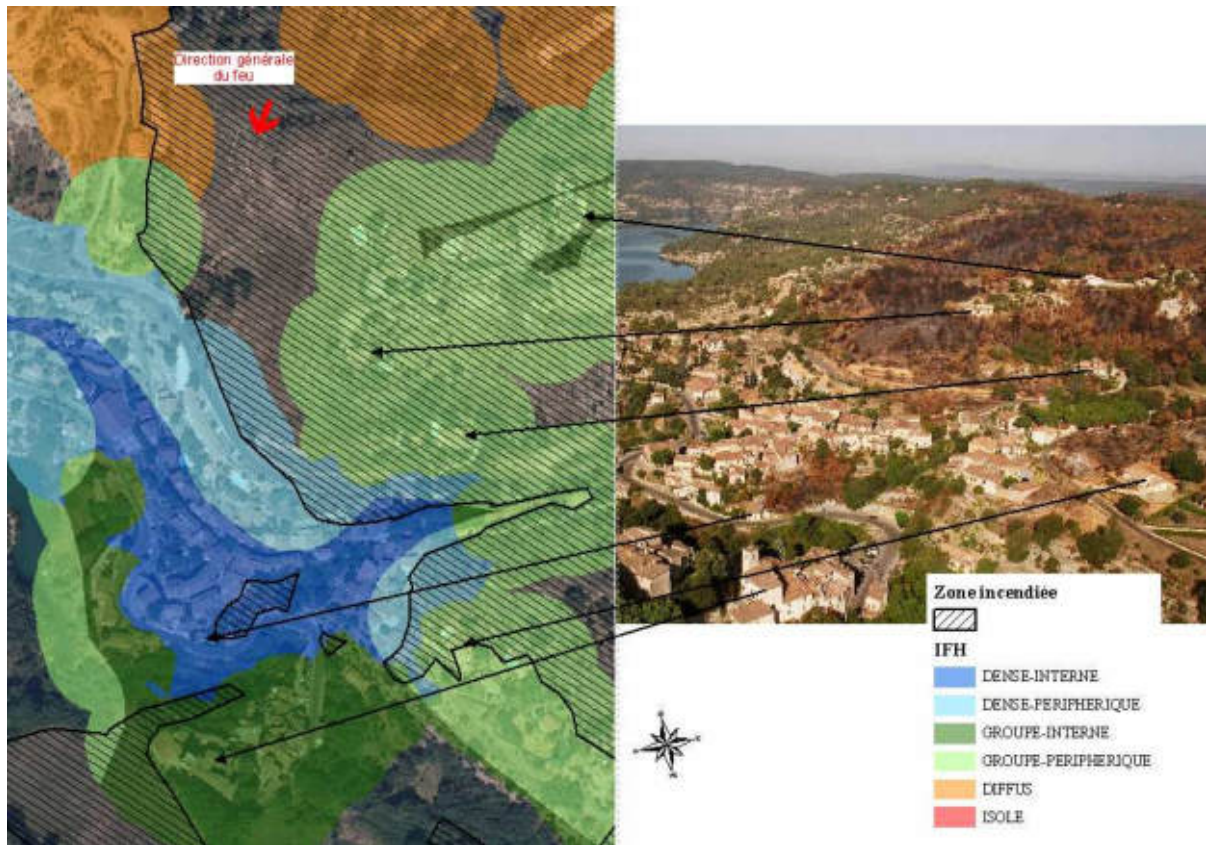 Direction générale
du feu
Zone incendiée
IFH
DENSE-INTERNE
DENSE-PERIPHERIQUE
GROUPE-INTERNE
GROUPE-PERIPHERIQUE
DIFFUS
ISOLE